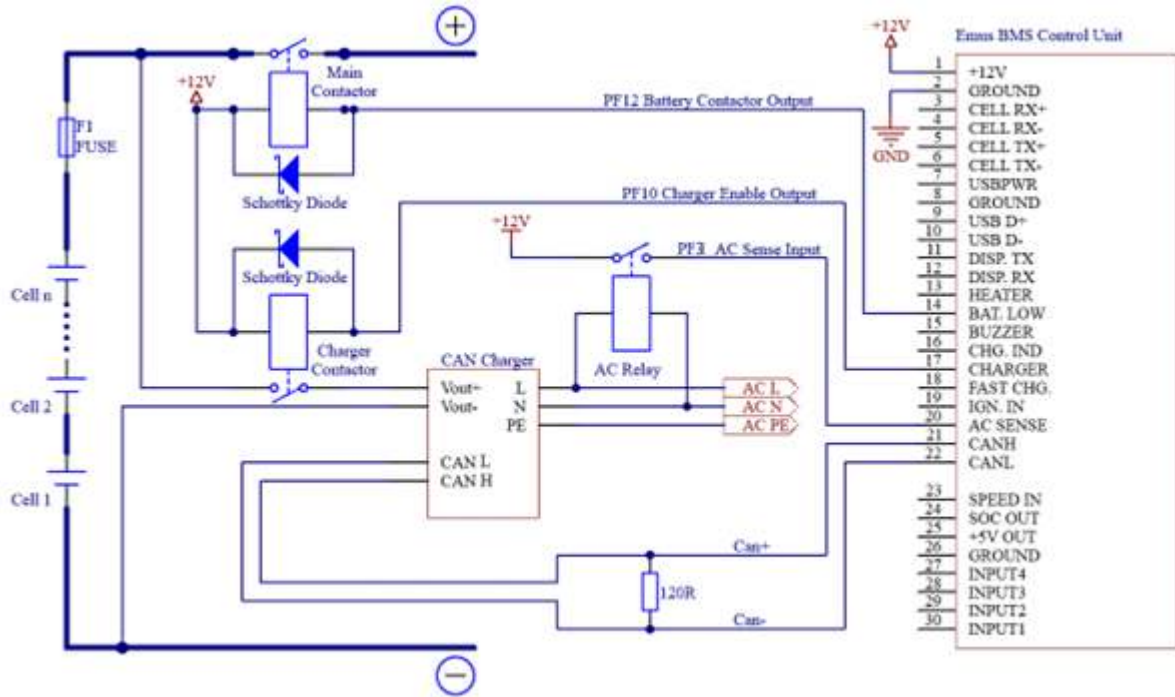 +
+12V
Emus BMS Control Unit
Main
Contactor
+12V
1 +12V
2 GROUND
PF12 Battery Contactor Output
3 CELL RX+
4 CELL RX-
F1
FUSE
GND
5 CELL TX+
6 CELL TX-
7 USBPWR
Schottky Diode
PF10 Charger Enable Output
8 GROUND
9 USB D+
+12V
10 USB D-
PF3 AC Sense Input
11 DISP. TX
Schottky Diode
12 DISP. RX
Cell n
13 HEATER
14 BAT. LOW
15 BUZZER
Charger
Contactor
CAN Charger
AC Relay
16 CHG. IND
17 CHARGER
Vout+ L AC L
18 FAST CHG.
Vout- N AC N
19 IGN. IN
Cell 2
PE AC PE
20 AC SENSE
21 CANH
CAN L
22 CANL
CAN H
Cell 1
23 SPEED IN
24 SOC OUT
25 +5V OUT
Can+
26 GROUND
27 INPUT4
120R
28 INPUT3
29 INPUT2
Can-
30 INPUT1
−